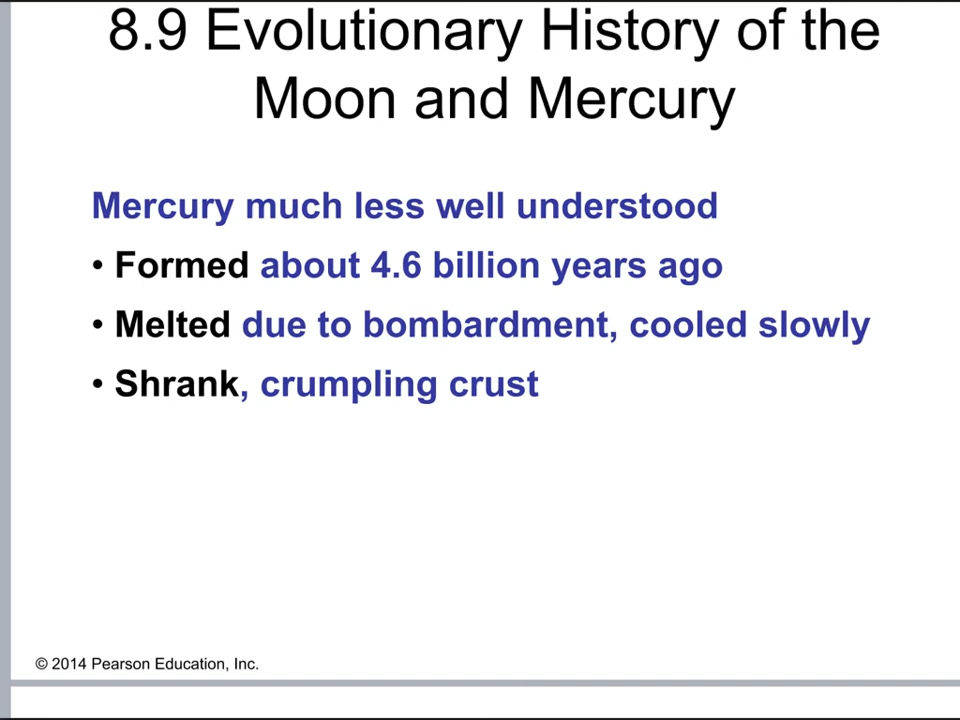 8.9 Evolutionary History of the
Moon and Mercury
Mercury much less well understood
• Formed about 4.6 billion years ago
• Melted due to bombardment, cooled slowly
• Shrank, crumpling crust
© 2014 Pearson Education, Inc.